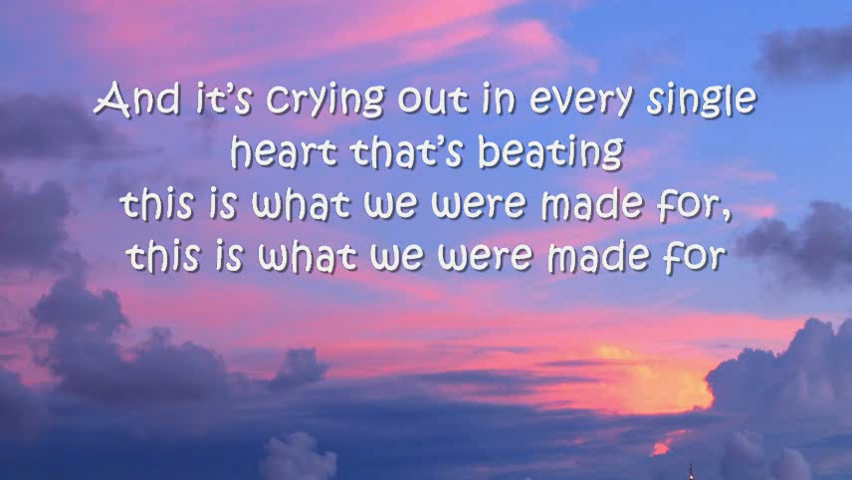 And it's crying out in every single
heart that's beating
this is what we were made for,
this is what we were made for